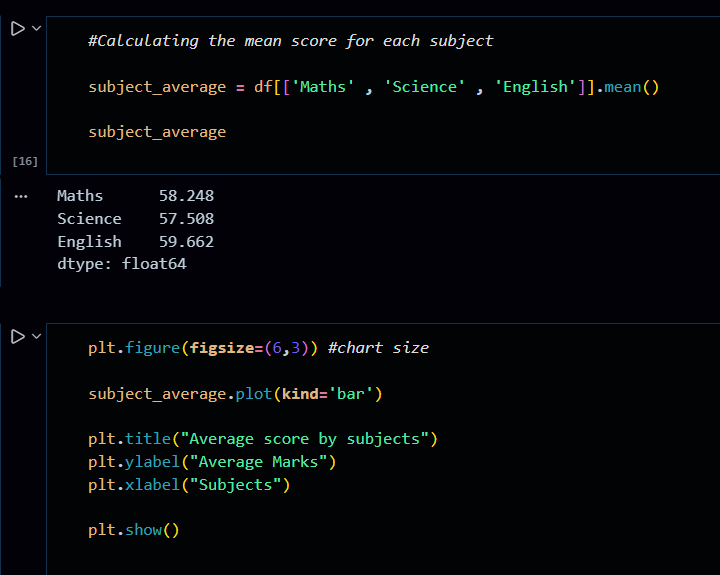 #Calculating the mean score for each subject
subject_average = df[['Maths' , 'Science' , 'English']].mean()
subject_average
[16]
...
Maths 58.248
Science 57.508
English 59.662
dtype: float64
plt.figure(figsize=(6,3)) #chart size
subject_average.plot(kind='bar')
plt.title("Average score by subjects")
plt.ylabel("Average Marks")
plt.xlabel("Subjects")
plt.show()